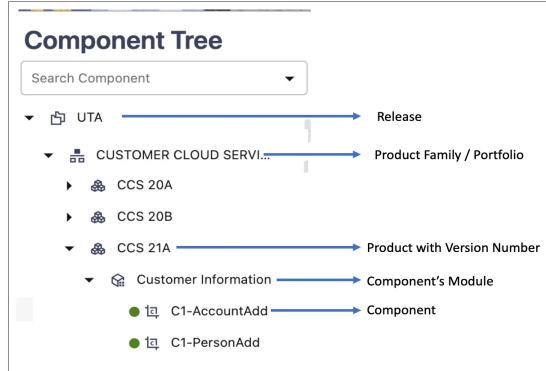 Component Tree
Search Component
UTA Release
CUSTOMER CLOUD SERVI... Product Family / Portfolio
CCS 20A
CCS 20B
CCS 21A Product with Version Number
Customer Information Component's Module
C1-AccountAdd Component
C1-PersonAdd